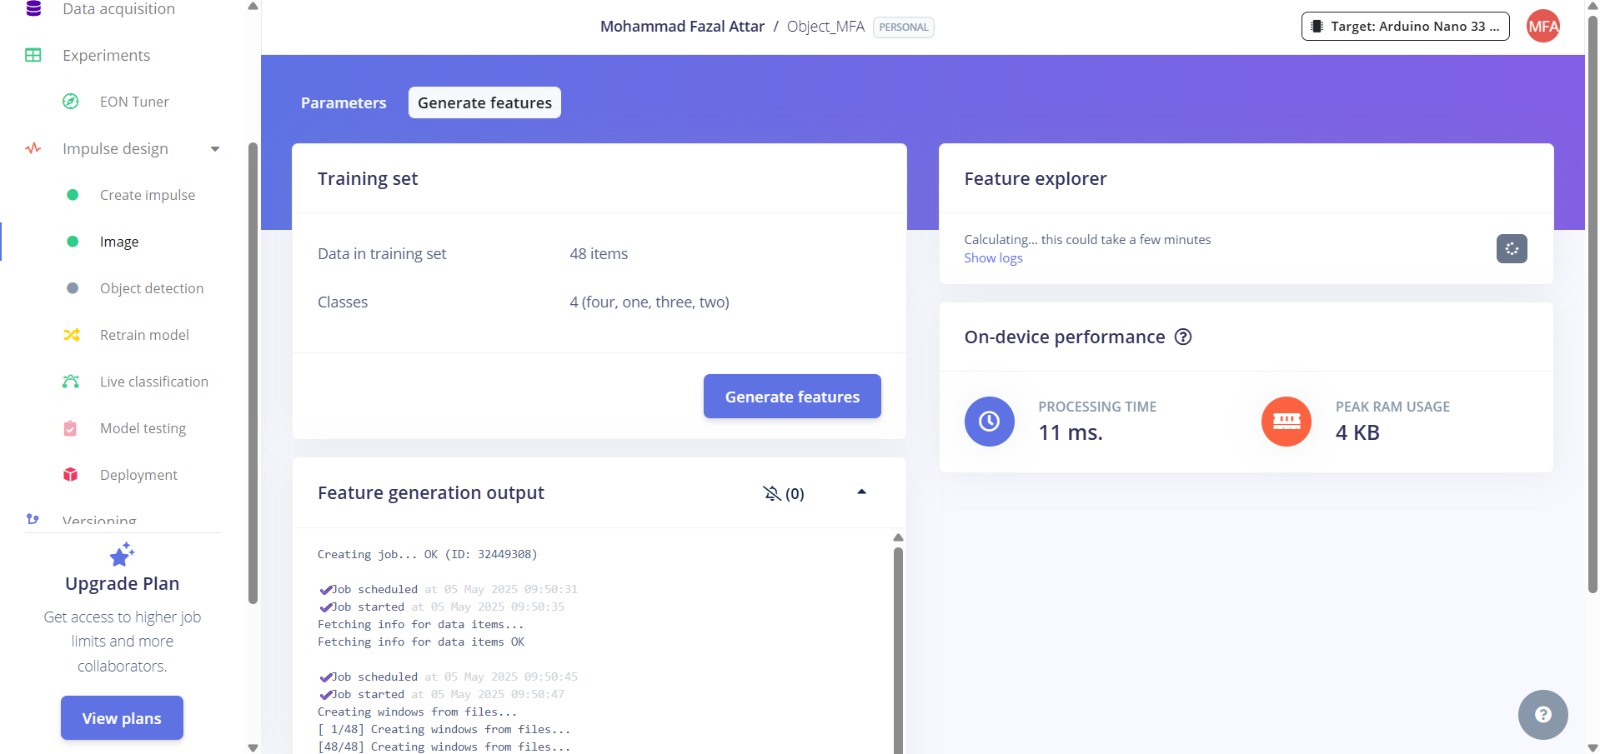 Data acquisition
Experiments
EON Tuner
Impulse design
Create impulse
Image
Object detection
Retrain model
Live classification
Model testing
Deployment
Versioning
Upgrade Plan
Get access to higher job
limits and more
collaborators.
View plans
Mohammad Fazal Attar / Object_MFA PERSONAL
Target: Arduino Nano 33 ...
MFA
Parameters
Generate features
Training set
Data in training set 48 items
Classes 4 (four, one, three, two)
Generate features
Feature generation output (0)
Creating job... OK (ID: 32449308)
Job scheduled at 05 May 2025 09:50:31
Job started at 05 May 2025 09:50:35
Fetching info for data items...
Fetching info for data items OK
Job scheduled at 05 May 2025 09:50:45
Job started at 05 May 2025 09:50:47
Creating windows from files...
[ 1/48] Creating windows from files...
[48/48] Creating windows from files...
Feature explorer
Calculating... this could take a few minutes
Show logs
On-device performance ?
PROCESSING TIME
11 ms.
PEAK RAM USAGE
4 KB
?